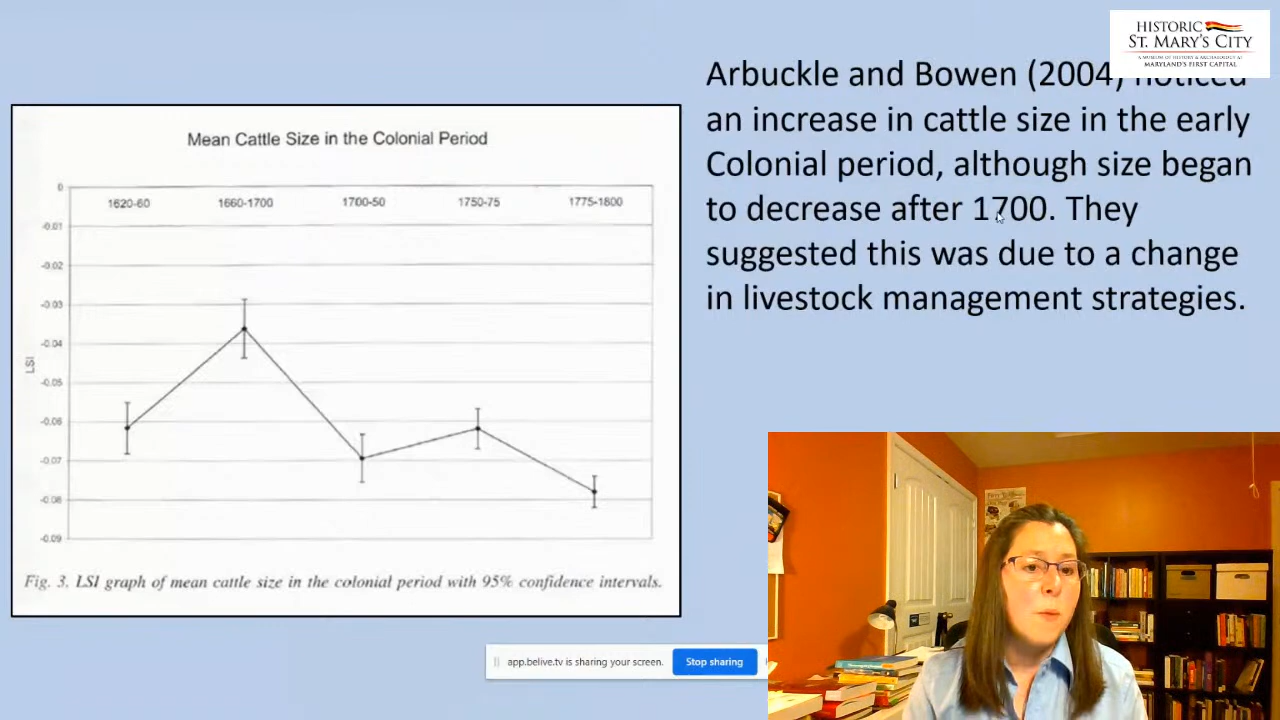 HISTORIC
ST. MARY'S CITY
A MUSEUM OF HISTORY & ARCHAEOLOGY AT
MARYLAND'S FIRST CAPITAL
Arbuckle and Bowen (2004) noticed
an increase in cattle size in the early
Colonial period, although size began
to decrease after 1700. They
suggested this was due to a change
in livestock management strategies.
Mean Cattle Size in the Colonial Period
0
1620-60 1660-1700 1700-50 1750-75 1775-1800
-0.01
-0.02
-0.03
-0.04
-0.05
-0.06
-0.07
-0.08
-0.09
LSI
Fig. 3. LSI graph of mean cattle size in the colonial period with 95% confidence intervals.
app.belive.tv is sharing your screen.
Stop sharing